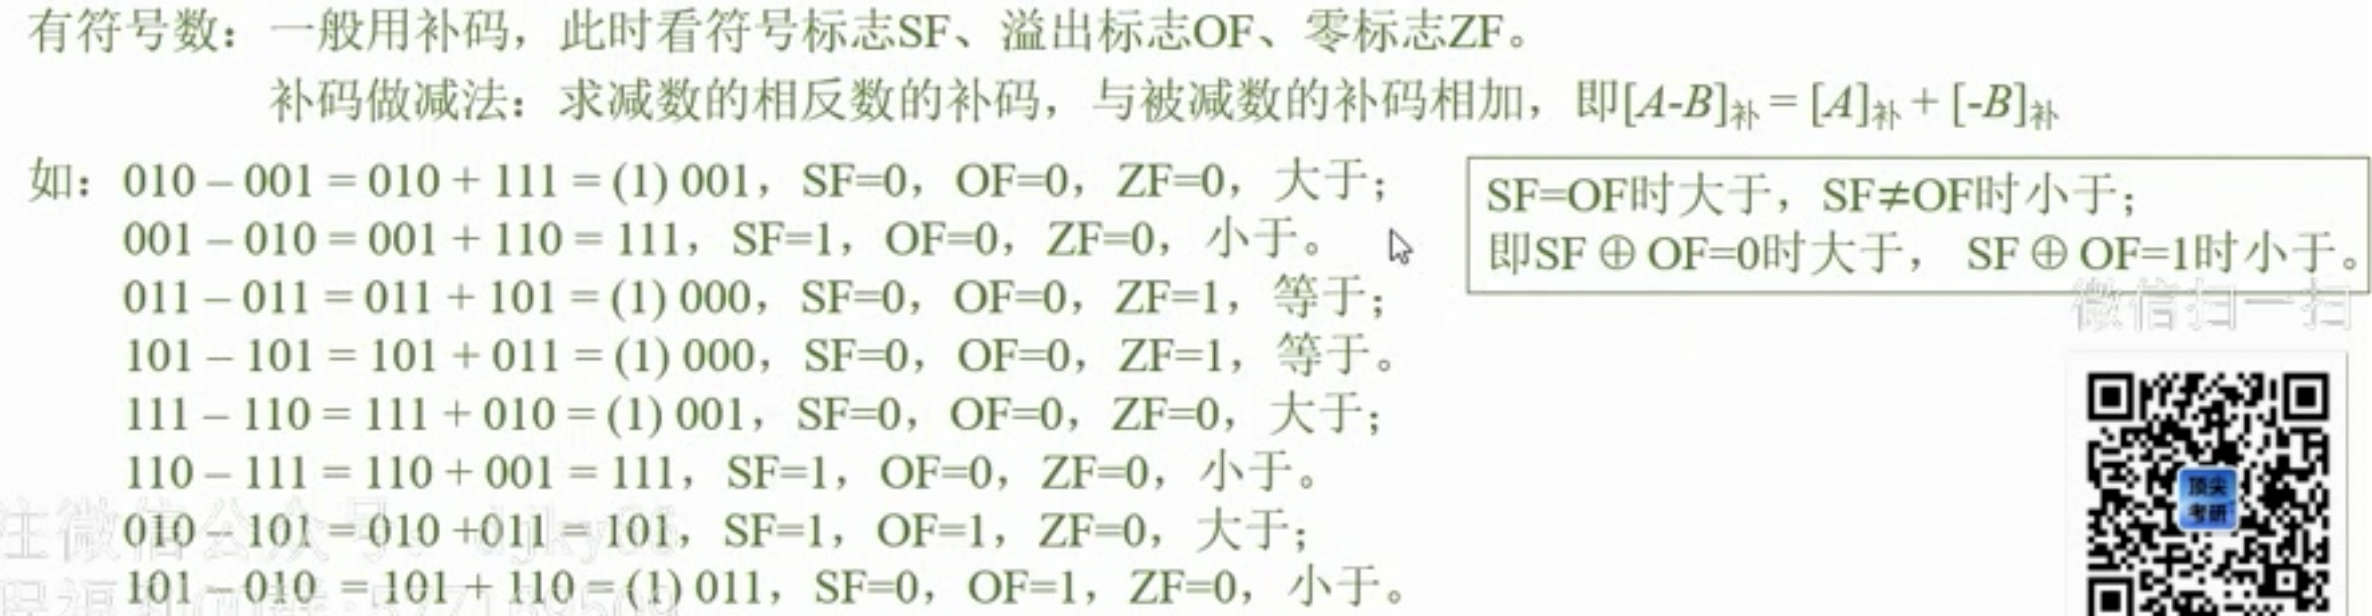 有符号数：一般用补码，此时看符号标志SF、溢出标志OF、零标志ZF。
补码做减法：求减数的相反数的补码，与被减数的补码相加，即[A-B]补 = [A]补 + [-B]补
如：010 – 001 = 010 + 111 = (1) 001，SF=0，OF=0，ZF=0，大于；
001 – 010 = 001 + 110 = 111，SF=1，OF=0，ZF=0，小于。
011 – 011 = 011 + 101 = (1) 000，SF=0，OF=0，ZF=1，等于；
101 – 101 = 101 + 011 = (1) 000，SF=0，OF=0，ZF=1，等于。
111 – 110 = 111 + 010 = (1) 001，SF=0，OF=0，ZF=0，大于；
110 – 111 = 110 + 001 = 111，SF=1，OF=0，ZF=0，小于。
010 – 101 = 010 +011 = 101，SF=1，OF=1，ZF=0，大于；
101 – 010 = 101 + 110 = (1) 011，SF=0，OF=1，ZF=0，小于。
SF=OF时大于，SF≠OF时小于；
即SF ⊕ OF=0时大于， SF ⊕ OF=1时小于。
微信扫一扫
顶尖
考研
注微信公众号